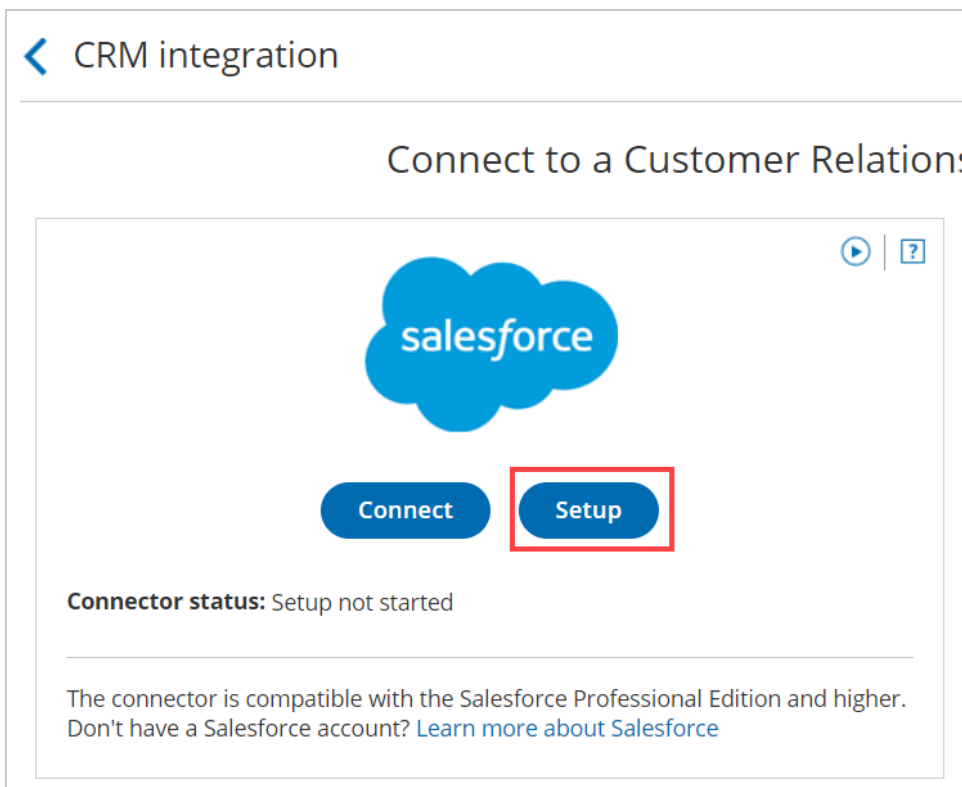 CRM integration
Connect to a Customer Relations
?
salesforce
Connect
Setup
Connector status: Setup not started
The connector is compatible with the Salesforce Professional Edition and higher.
Don't have a Salesforce account? Learn more about Salesforce